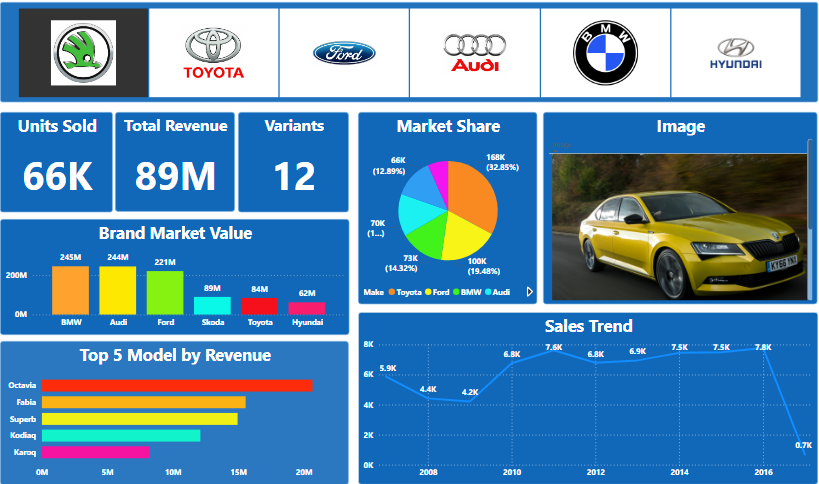 TOYOTA
Ford
Audi
BMW
HYUNDAI
Units Sold
66K
Total Revenue
89M
Variants
12
Market Share
168K
(32.85%)
100K
(19.48%)
73K
(14.32%)
70K
(1...)
66K
(12.89%)
Make Toyota Ford BMW Audi
Image
KY66 YNO
Brand Market Value
200M
0M
245M 244M 221M 89M 84M 62M
BMW Audi Ford Skoda Toyota Hyundai
Top 5 Model by Revenue
Octavia
Fabia
Superb
Kodiaq
Karoq
0M 5M 10M 15M 20M
Sales Trend
8K
6K
4K
2K
0K
5.9K 4.4K 4.2K 6.8K 7.6K 6.8K 6.9K 7.5K 7.5K 7.8K 0.7K
2008 2010 2012 2014 2016